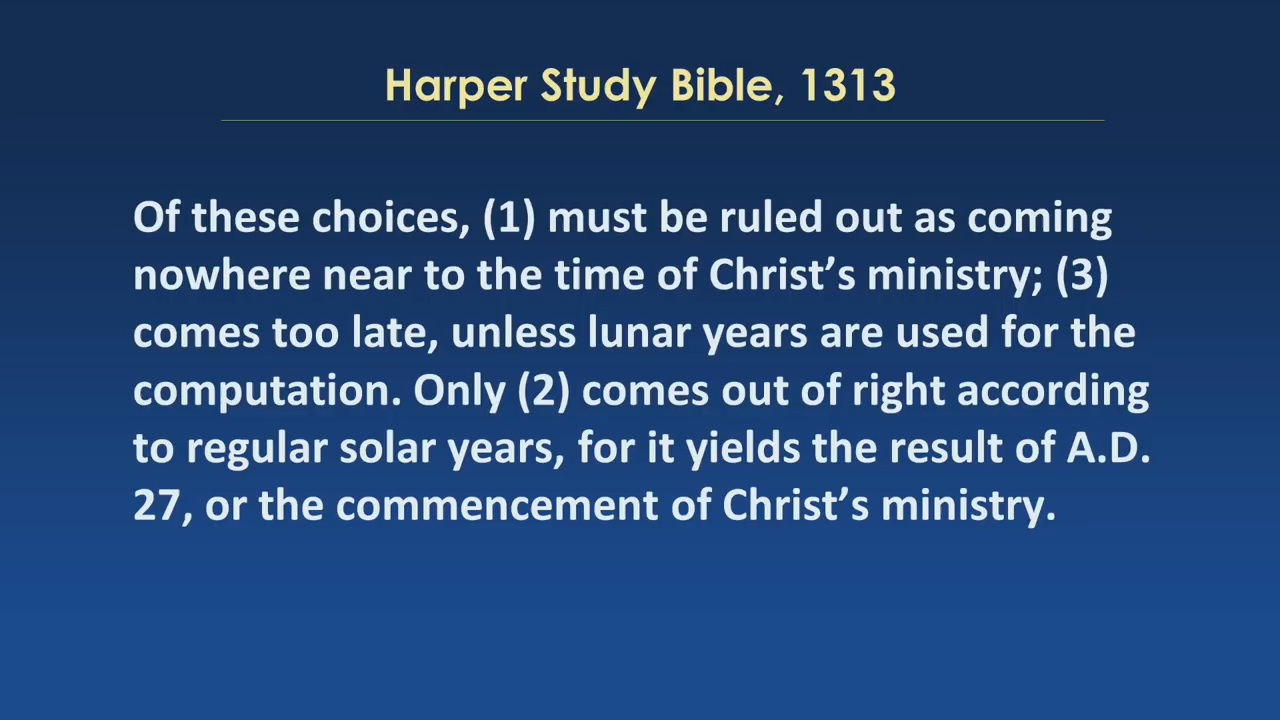 Harper Study Bible, 1313
Of these choices, (1) must be ruled out as coming
nowhere near to the time of Christ’s ministry; (3)
comes too late, unless lunar years are used for the
computation. Only (2) comes out of right according
to regular solar years, for it yields the result of A.D.
27, or the commencement of Christ’s ministry.